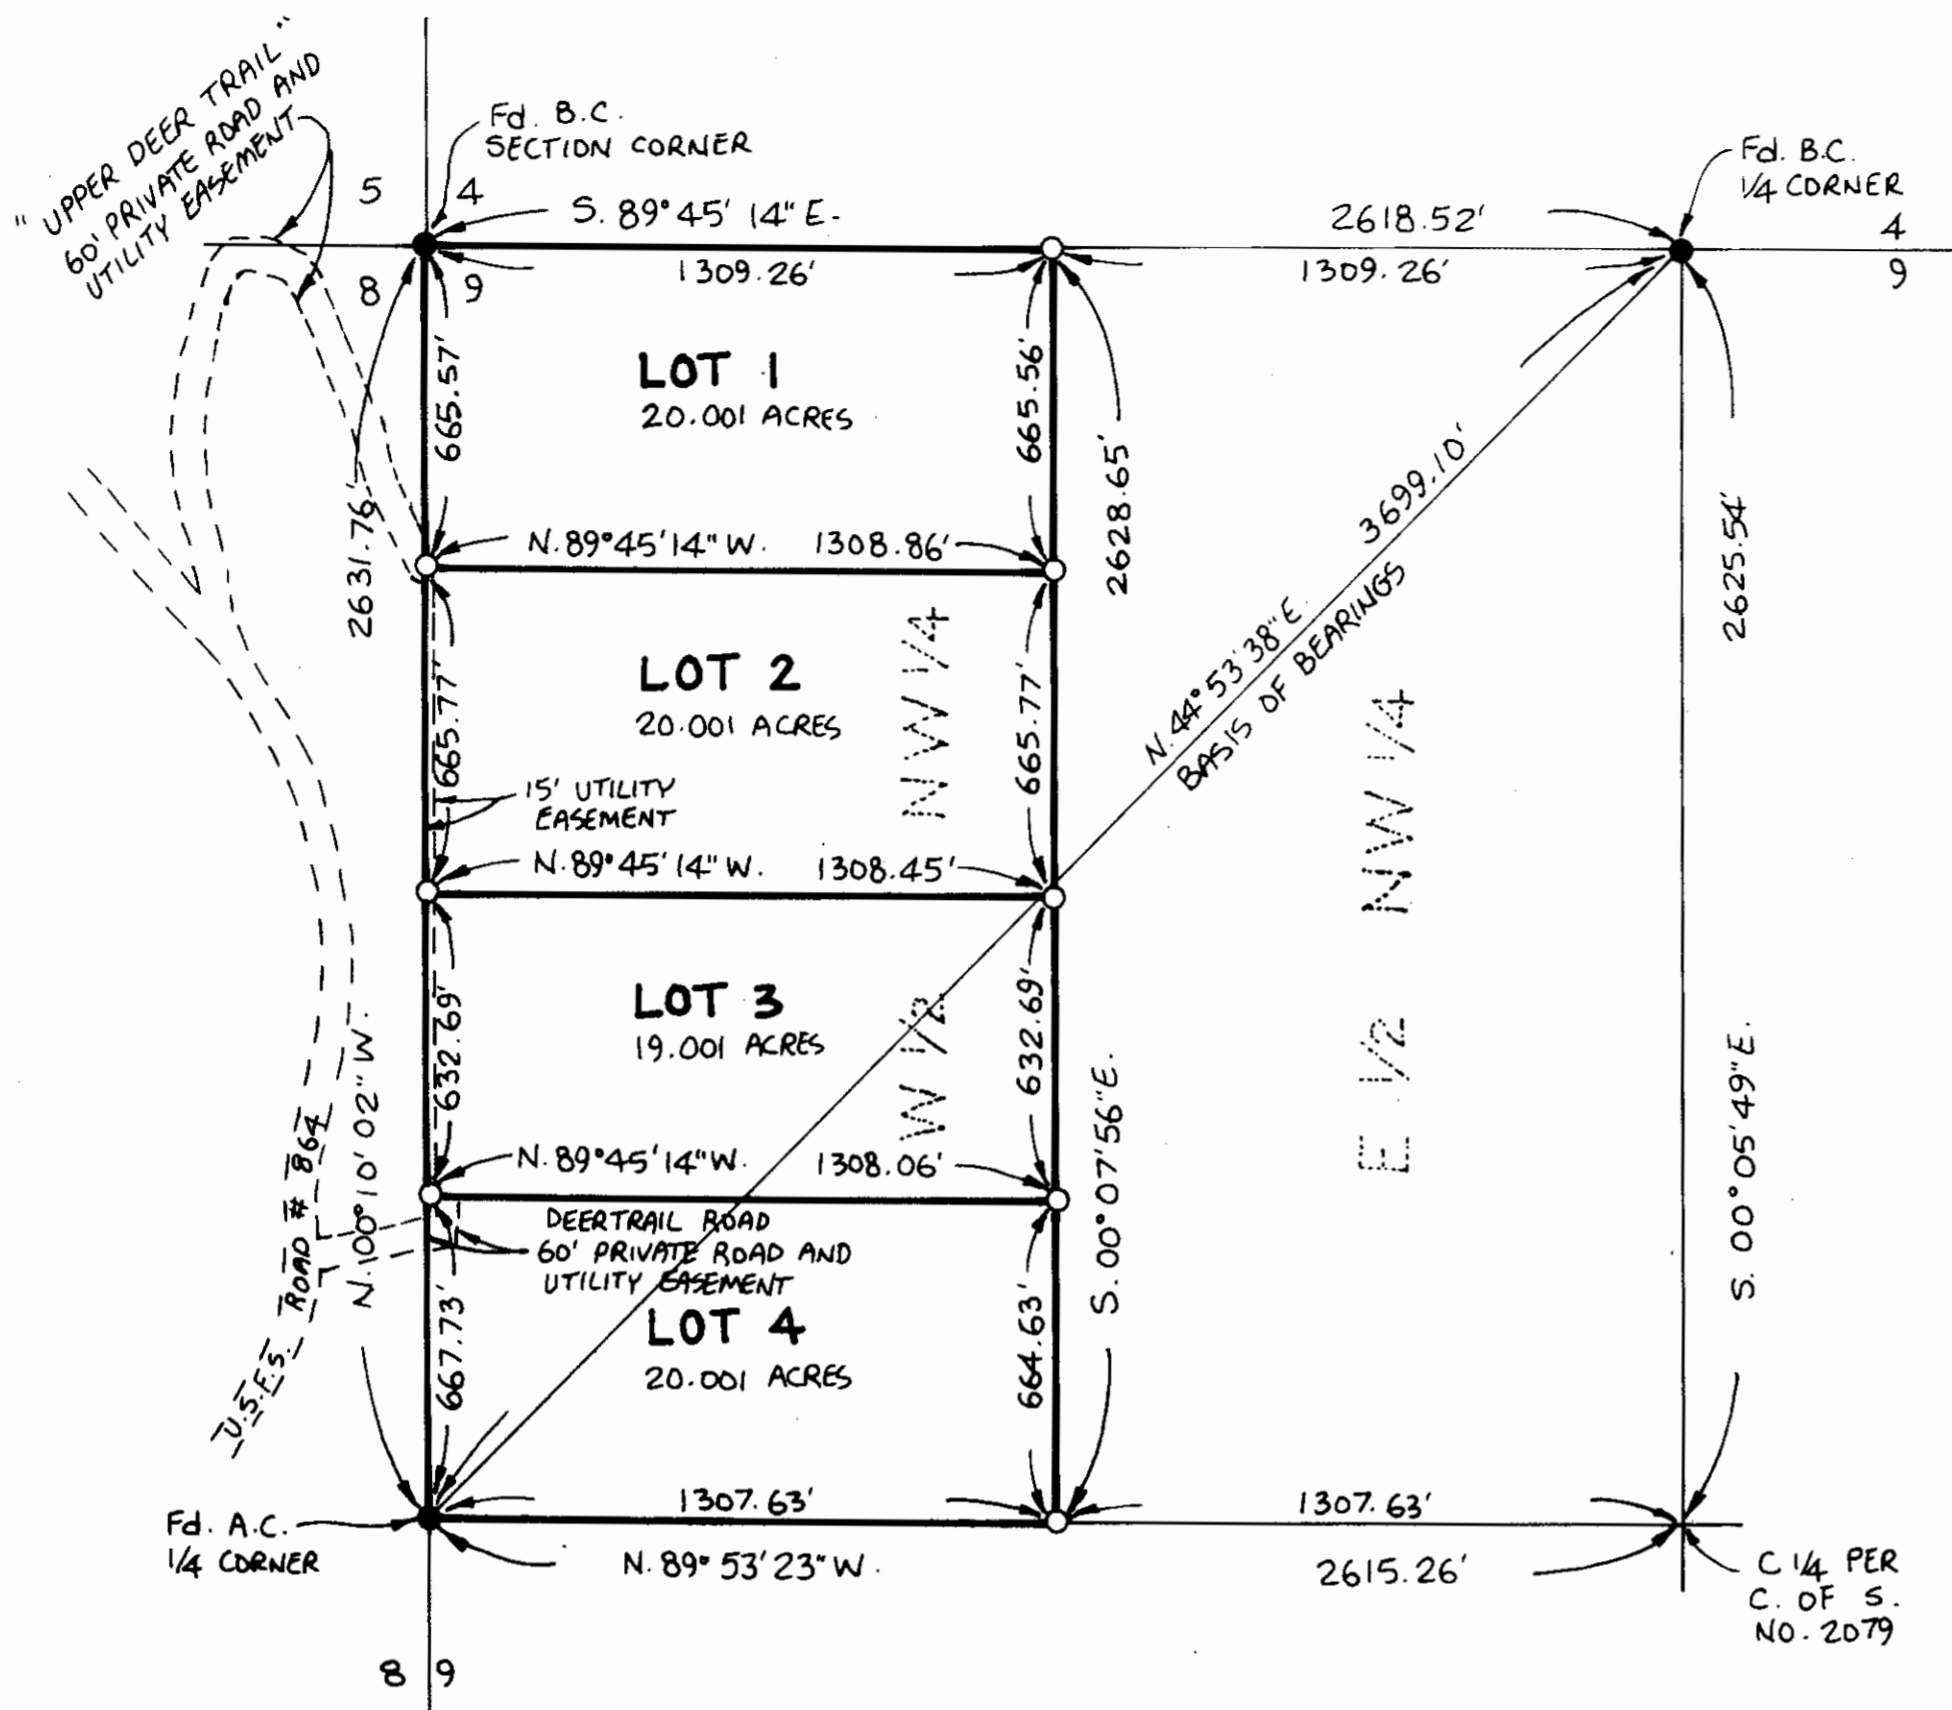 "UPPER DEER TRAIL"
60' PRIVATE ROAD AND
UTILITY EASEMENT
Fd. B.C.
SECTION CORNER
Fd. B.C.
1/4 CORNER
5
4
S. 89° 45' 14" E-
2618.52'
4
8
9
1309.26'
1309.26'
9
665.57'
LOT 1
20.001 ACRES
665.56'
2631.76'
2628.65'
2625.54'
N. 89° 45' 14" W. 1308.86'
N. 44° 53' 38" E. 3699.10'
BASIS OF BEARINGS
665.77'
LOT 2
20.001 ACRES
665.77'
15' UTILITY
EASEMENT
N. 89° 45' 14" W. 1308.45'
W 1/2 NW 1/4
E 1/2 NW 1/4
632.69'
LOT 3
19.001 ACRES
632.69'
N. 89° 45' 14" W. 1308.06'
N.100°10'02" W.
S. 00° 07' 56" E.
S. 00° 05' 49" E.
U.S.F.S. ROAD # 864
DEERTRAIL ROAD
60' PRIVATE ROAD AND
UTILITY EASEMENT
667.73'
LOT 4
20.001 ACRES
664.63'
1307.63'
1307.63'
Fd. A.C.
1/4 CORNER
N. 89° 53' 23" W.
2615.26'
C 1/4 PER
C. OF S.
NO. 2079
8
9